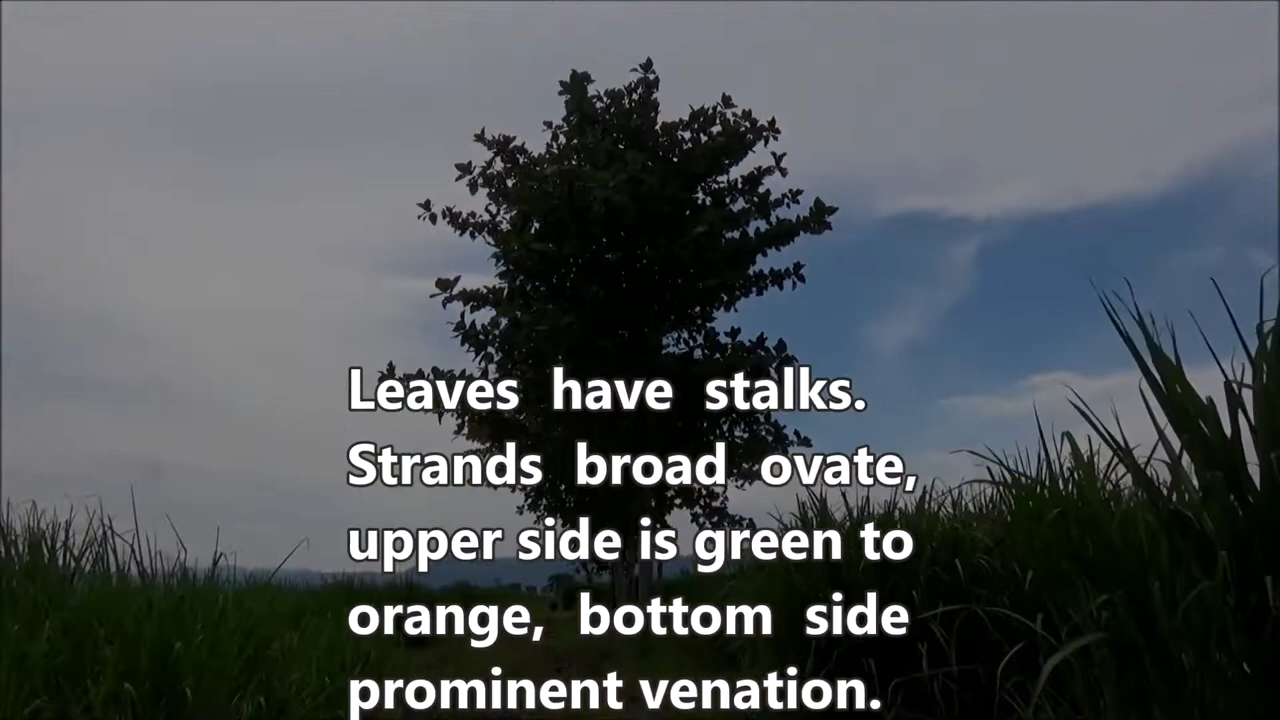 Leaves have stalks.
Strands broad ovate,
upper side is green to
orange, bottom side
prominent venation.